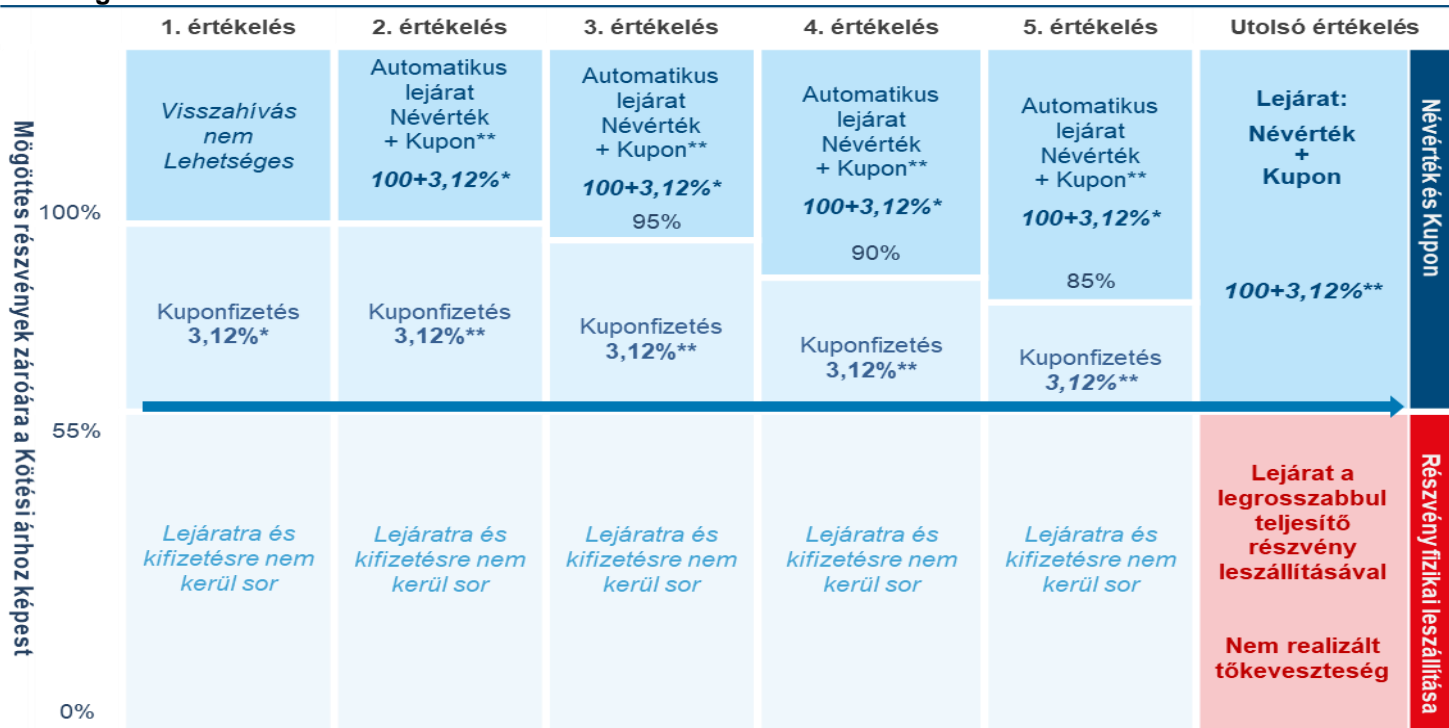 1. értékelés
2. értékelés
3. értékelés
4. értékelés
5. értékelés
Utolsó értékelés
Mögöttes részvények záróára a Kötési árhoz képest
100%
55%
0%
Visszahívás
nem
Lehetséges
Kuponfizetés
3,12%*
Lejáratra és
kifizetésre nem
kerül sor
Automatikus
lejárat
Névérték
+ Kupon**
100+3,12%*
Kuponfizetés
3,12%**
Lejáratra és
kifizetésre nem
kerül sor
Automatikus
lejárat
Névérték
+ Kupon**
100+3,12%*
95%
Kuponfizetés
3,12%**
Lejáratra és
kifizetésre nem
kerül sor
Automatikus
lejárat
Névérték
+ Kupon**
100+3,12%*
90%
Kuponfizetés
3,12%**
Lejáratra és
kifizetésre nem
kerül sor
Automatikus
lejárat
Névérték
+ Kupon**
100+3,12%*
85%
Kuponfizetés
3,12%**
Lejáratra és
kifizetésre nem
kerül sor
Lejárat:
Névérték
+
Kupon
100+3,12%**
Lejárat a
legrosszabbul
teljesítő
részvény
leszállításával
Nem realizált
tőkeveszteség
Névérték és Kupon
Részvény fizikai leszállítása